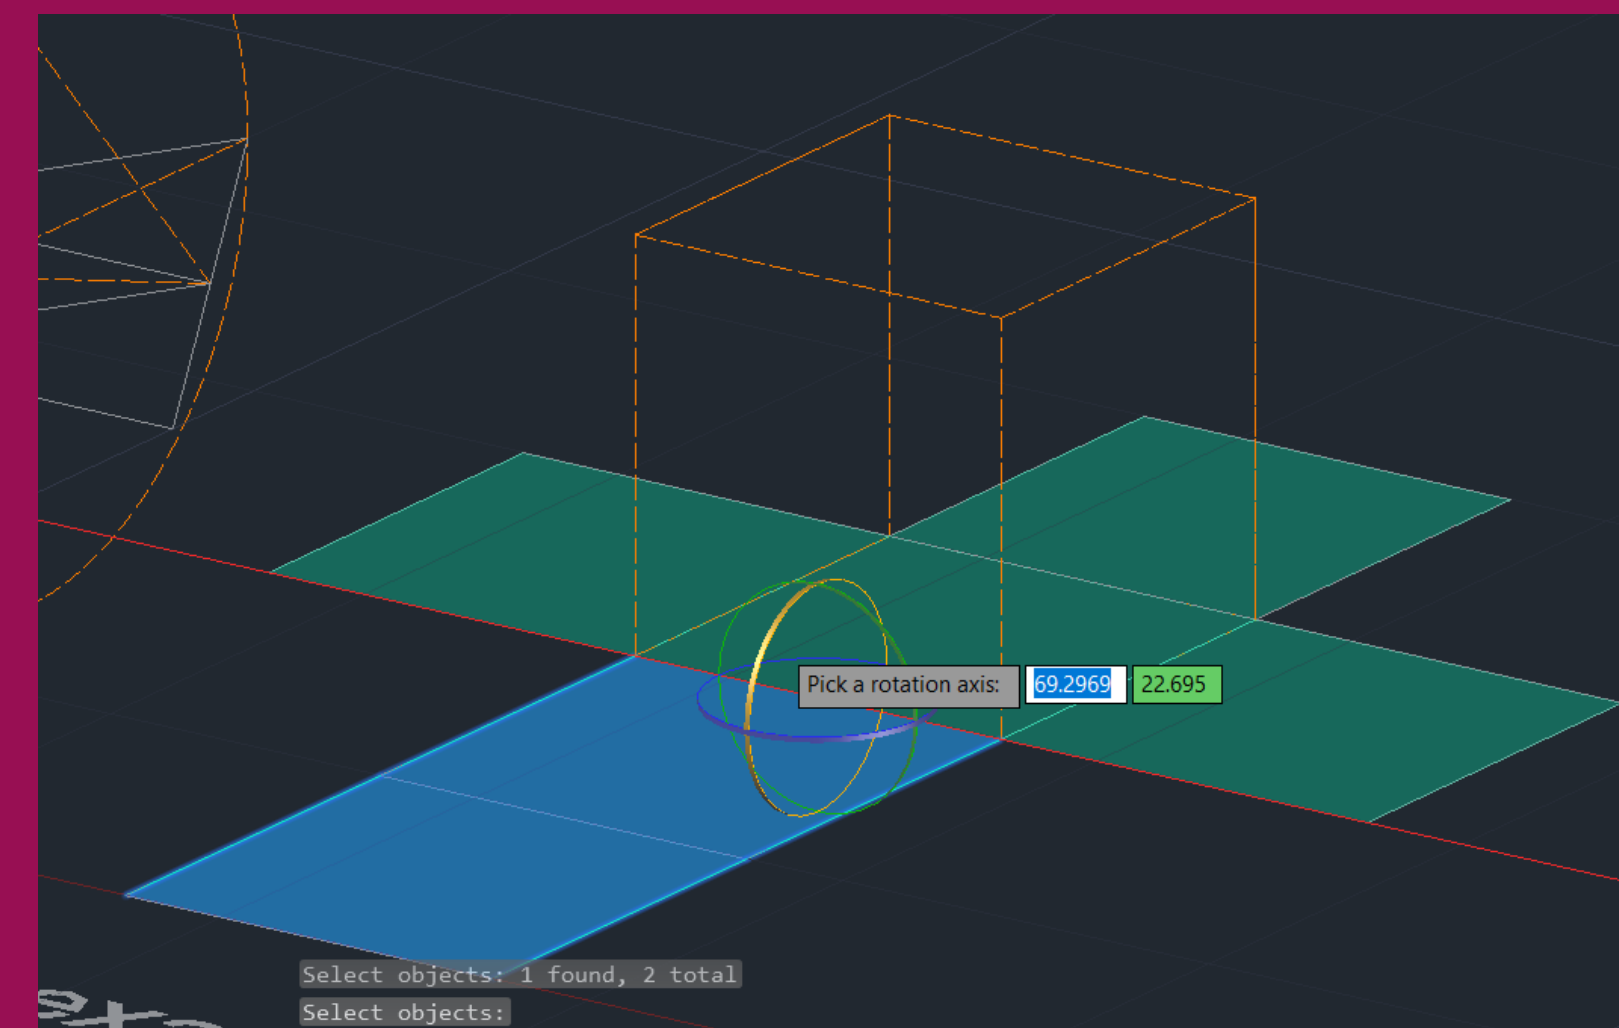 Pick a rotation axis: 69.2969 22.695
Select objects: 1 found, 2 total
Select objects: